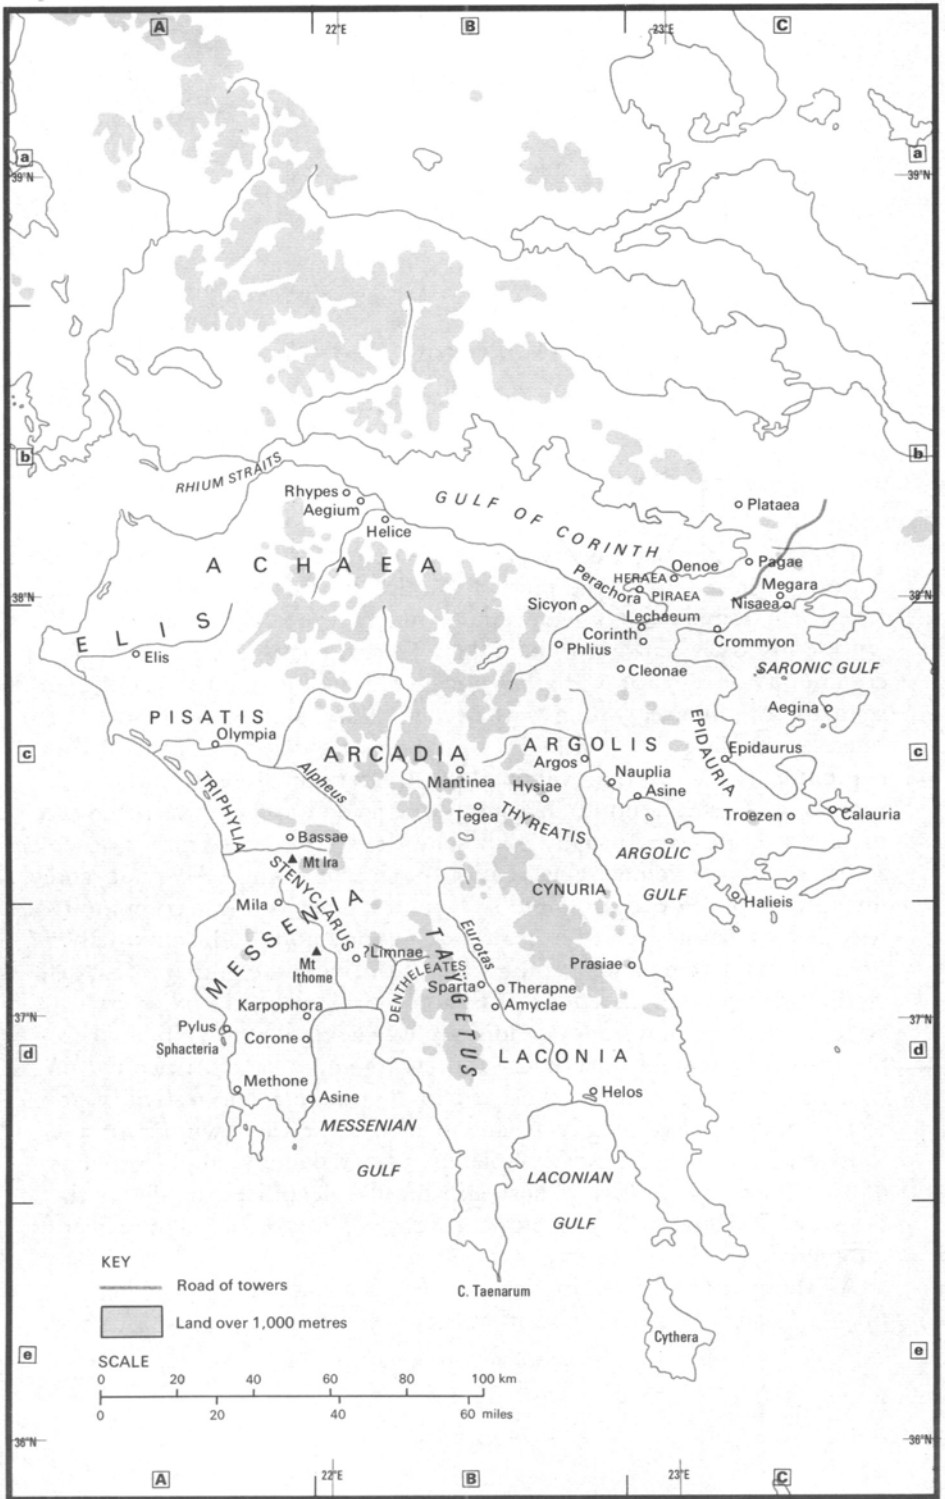 A
22°E
B
23°E
C
a
a
39°N
39°N
b
b
RHIUM STRAITS
GULF OF CORINTH
Rhypes
Aegium
Helice
Plataea
ACHAEA
Oenoe
Pagae
HERAEA
PIRAEA
Perachora
Megara
Nisaea
38°N
38°N
Sicyon
Lechaeum
Corinth
Crommyon
Phlius
Cleonae
ELIS
Elis
SARONIC GULF
Aegina
PISATIS
Olympia
EPIDAURIA
c
c
ARCADIA
ARGOLIS
Argos
Epidaurus
Alpheus
Mantinea
Hysiae
Nauplia
Asine
TRIPHYLIA
Tegea
THYREATIS
Troezen
Calauria
Bassae
ARGOLIC
GULF
Mt Ira
STENYCLARUS
CYNURIA
Halieis
Mila
MESSENIA
Eurotas
?Limnae
Mt
Ithome
TAŸGETUS
DENTHELEATES
Prasiae
Sparta
Therapne
Amyclae
Karpophora
37°N
37°N
Pylus
Sphacteria
Corone
d
d
LACONIA
Methone
Asine
Helos
MESSENIAN
GULF
LACONIAN
GULF
KEY
Road of towers
C. Taenarum
Land over 1,000 metres
Cythera
e
e
SCALE
0 20 40 60 80 100 km
0 20 40 60 miles
36°N
36°N
A
22°E
B
23°E
C